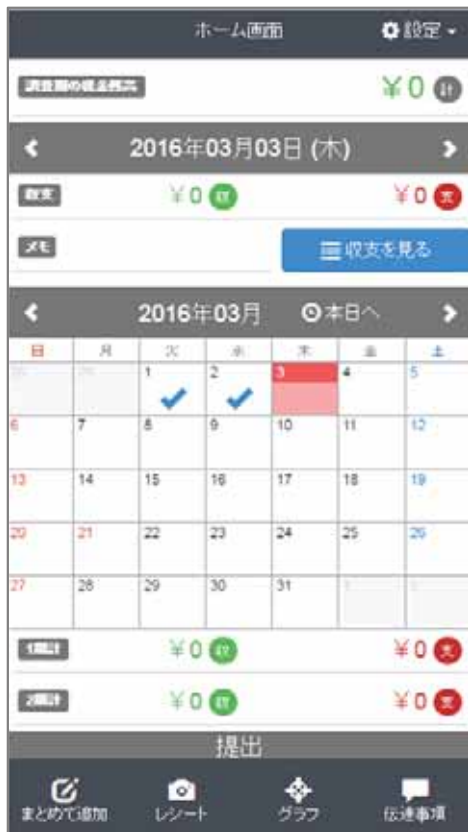 ホーム画面 設定
¥0
2016年03月03日 (木)
収支 ¥0 収 ¥0 支
メモ 収支を見る
2016年03月 本日へ
日 月 火 水 木 金 土
1 2 3 4 5
6 7 8 9 10 11 12
13 14 15 16 17 18 19
20 21 22 23 24 25 26
27 28 29 30 31
¥0 収 ¥0 支
¥0 収 ¥0 支
提出
まとめて追加 レシート グラフ 伝達事項